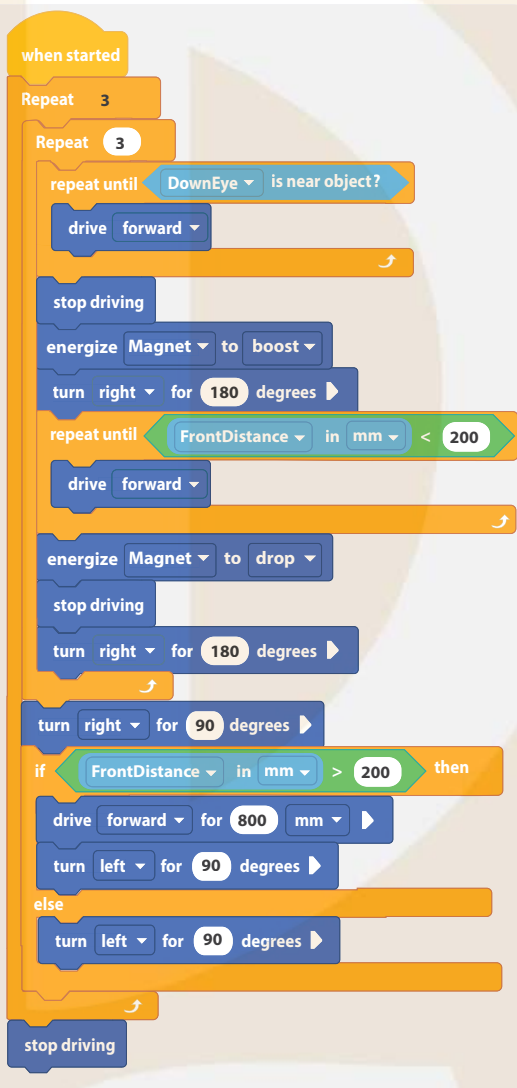 when started
Repeat 3
Repeat 3
repeat until DownEye is near object?
drive forward
stop driving
energize Magnet to boost
turn right for 180 degrees
repeat until FrontDistance in mm < 200
drive forward
energize Magnet to drop
stop driving
turn right for 180 degrees
turn right for 90 degrees
if FrontDistance in mm > 200 then
drive forward for 800 mm
turn left for 90 degrees
else
turn left for 90 degrees
stop driving